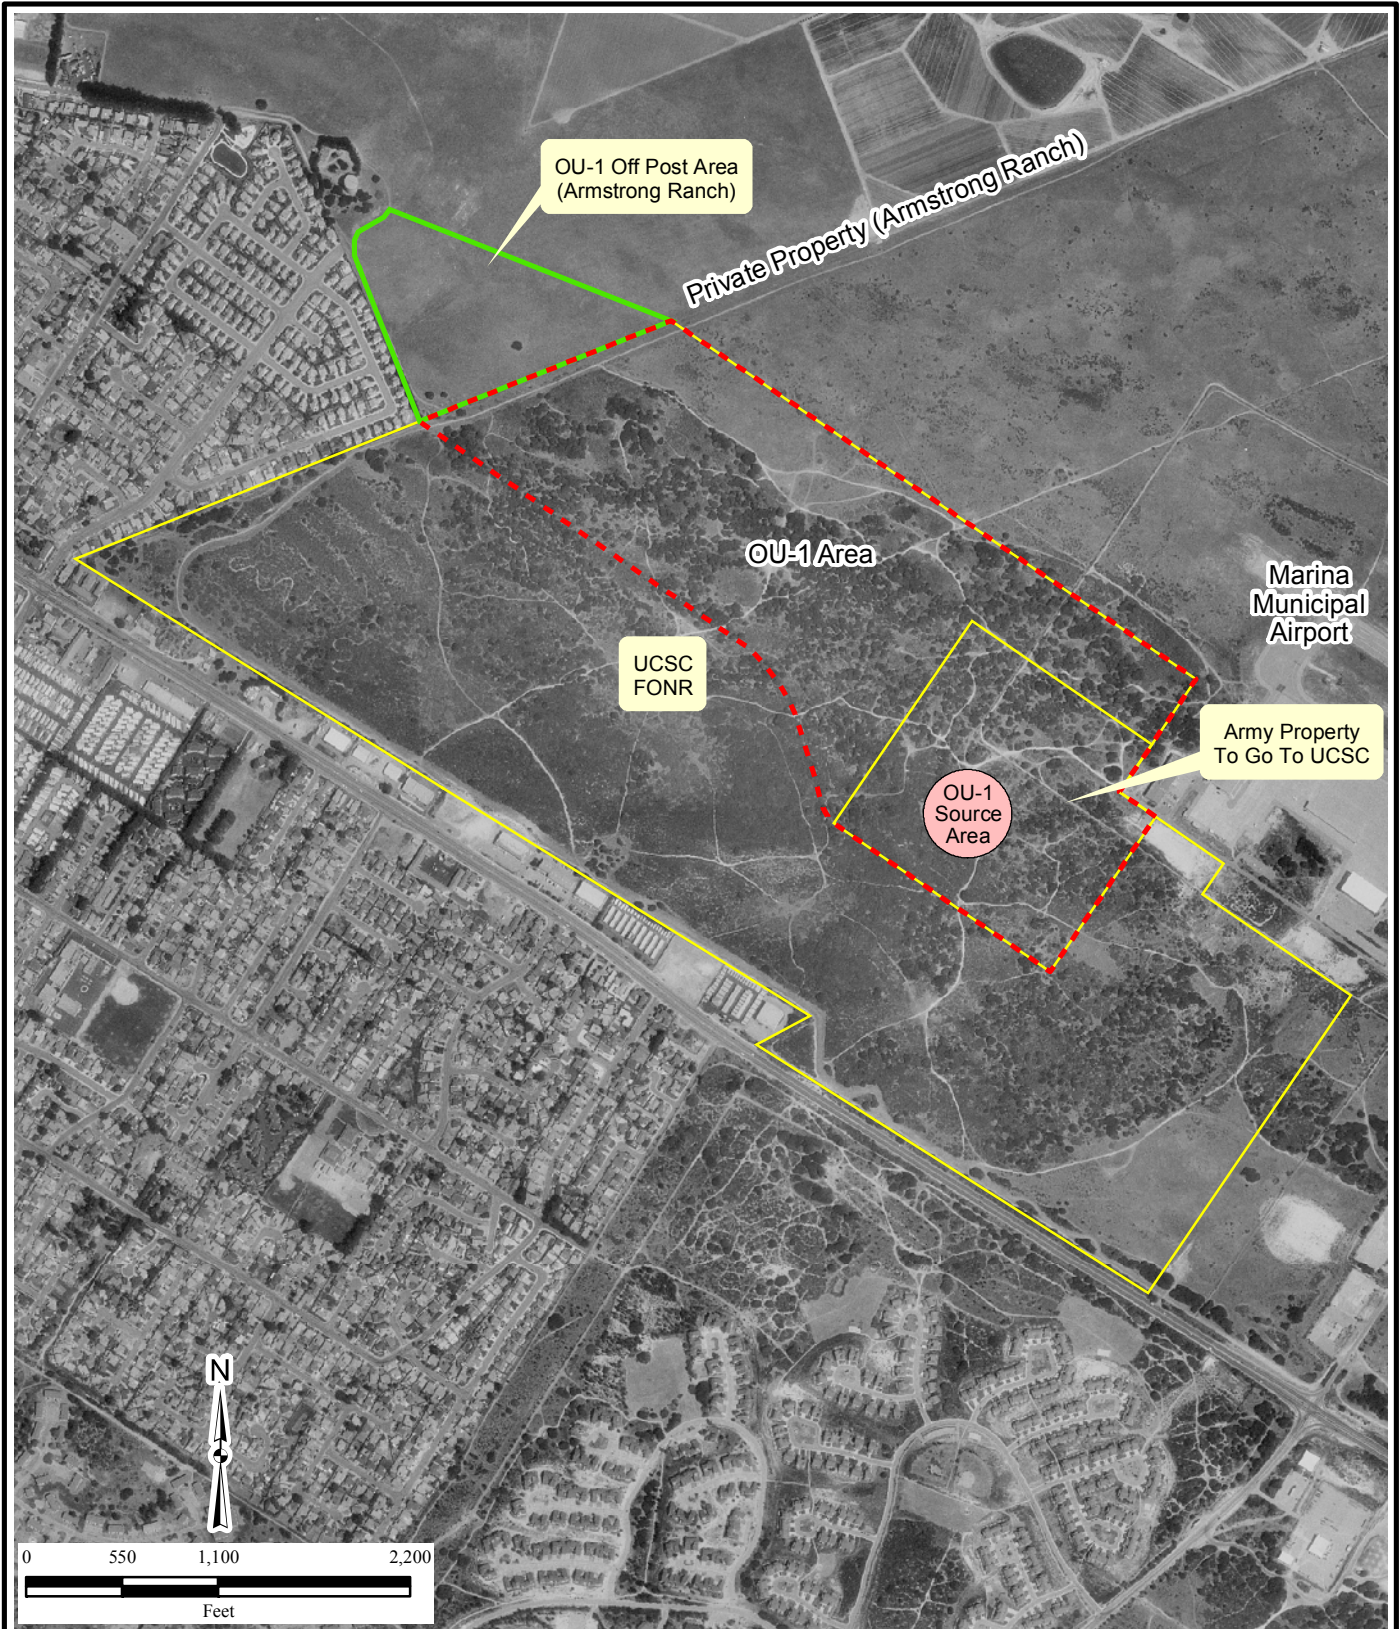 OU-1 Off Post Area
(Armstrong Ranch)
Private Property (Armstrong Ranch)
OU-1 Area
Marina
Municipal
Airport
UCSC
FONR
Army Property
To Go To UCSC
OU-1
Source
Area
N
0 550 1,100 2,200
Feet